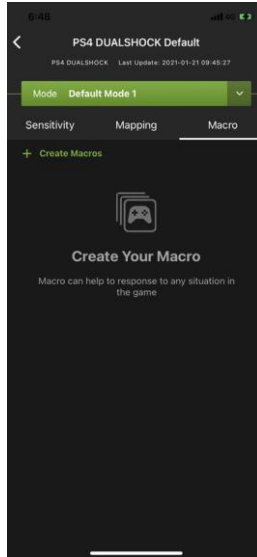 6:48
4G
PS4 DUALSHOCK Default
PS4 DUALSHOCK Last Update: 2021-01-21 09:45:27
Mode Default Mode 1
Sensitivity Mapping Macro
+ Create Macros
Create Your Macro
Macro can help to response to any situation in
the game